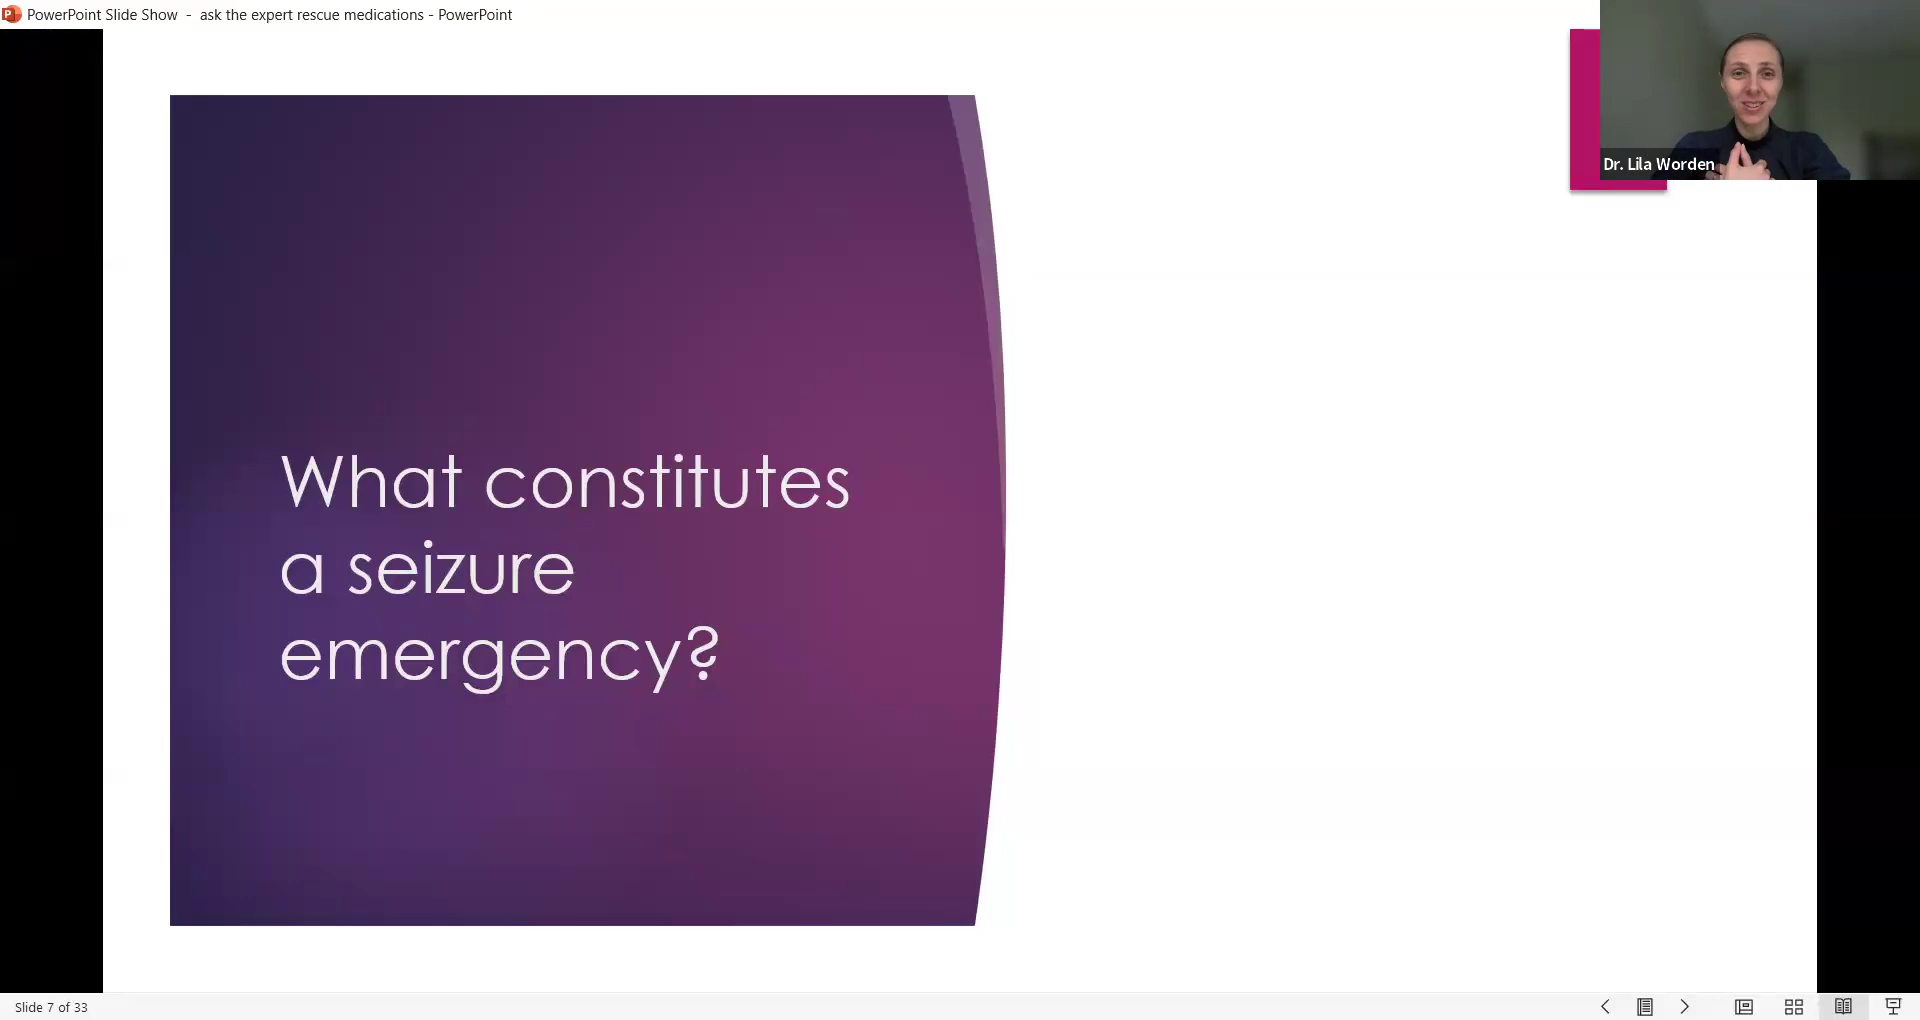 PowerPoint Slide Show - ask the expert rescue medications - PowerPoint
Dr. Lila Worden
What constitutes
a seizure
emergency?
Slide 7 of 33